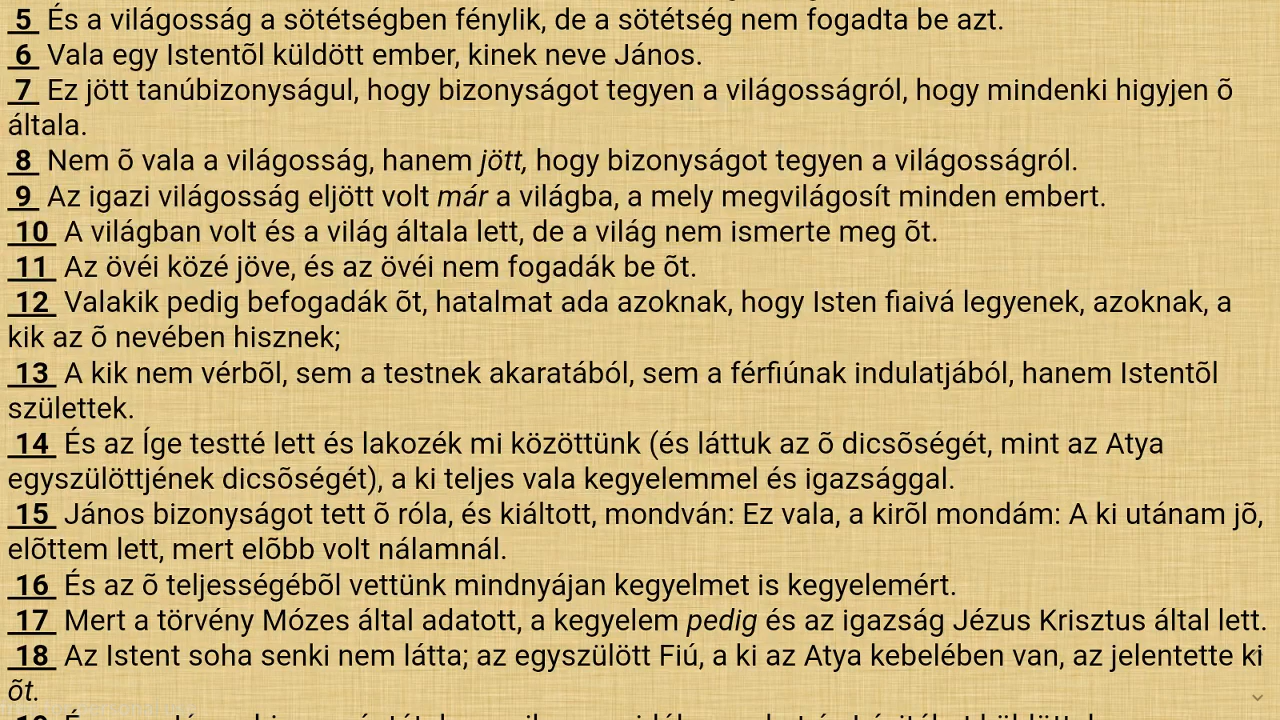 5 És a világosság a sötétségben fénylik, de a sötétség nem fogadta be azt.
6 Vala egy Istentõl küldött ember, kinek neve János.
7 Ez jött tanúbizonyságul, hogy bizonyságot tegyen a világosságról, hogy mindenki higyjen õ
általa.
8 Nem õ vala a világosság, hanem jött, hogy bizonyságot tegyen a világosságról.
9 Az igazi világosság eljött volt már a világba, a mely megvilágosít minden embert.
10 A világban volt és a világ általa lett, de a világ nem ismerte meg õt.
11 Az övéi közé jöve, és az övéi nem fogadák be õt.
12 Valakik pedig befogadák õt, hatalmat ada azoknak, hogy Isten fiaivá legyenek, azoknak, a
kik az õ nevében hisznek;
13 A kik nem vérbõl, sem a testnek akaratából, sem a férfiúnak indulatjából, hanem Istentõl
születtek.
14 És az Íge testté lett és lakozék mi közöttünk (és láttuk az õ dicsõségét, mint az Atya
egyszülöttjének dicsõségét), a ki teljes vala kegyelemmel és igazsággal.
15 János bizonyságot tett õ róla, és kiáltott, mondván: Ez vala, a kirõl mondám: A ki utánam jõ,
elõttem lett, mert elõbb volt nálamnál.
16 És az õ teljességébõl vettünk mindnyájan kegyelmet is kegyelemért.
17 Mert a törvény Mózes által adatott, a kegyelem pedig és az igazság Jézus Krisztus által lett.
18 Az Istent soha senki nem látta; az egyszülött Fiú, a ki az Atya kebelében van, az jelentette ki
õt.